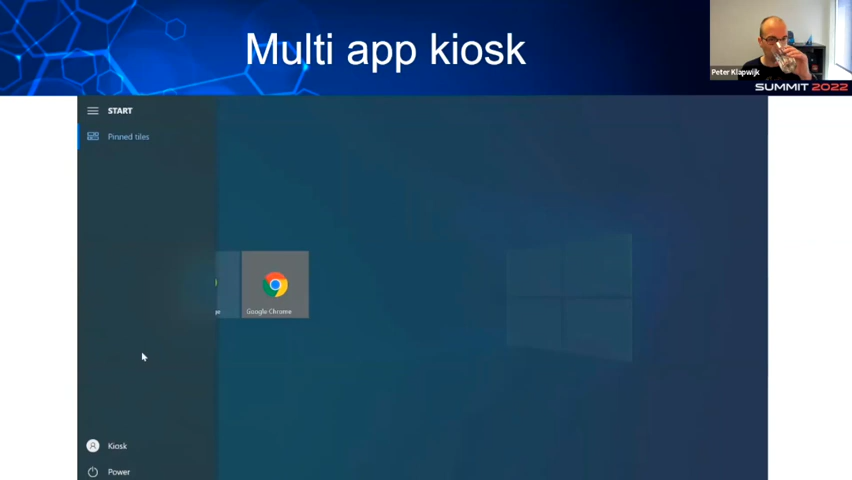 Multi app kiosk
Peter Klapwijk
SUMMIT 2022
START
Pinned tiles
Google Chrome
Kiosk
Power